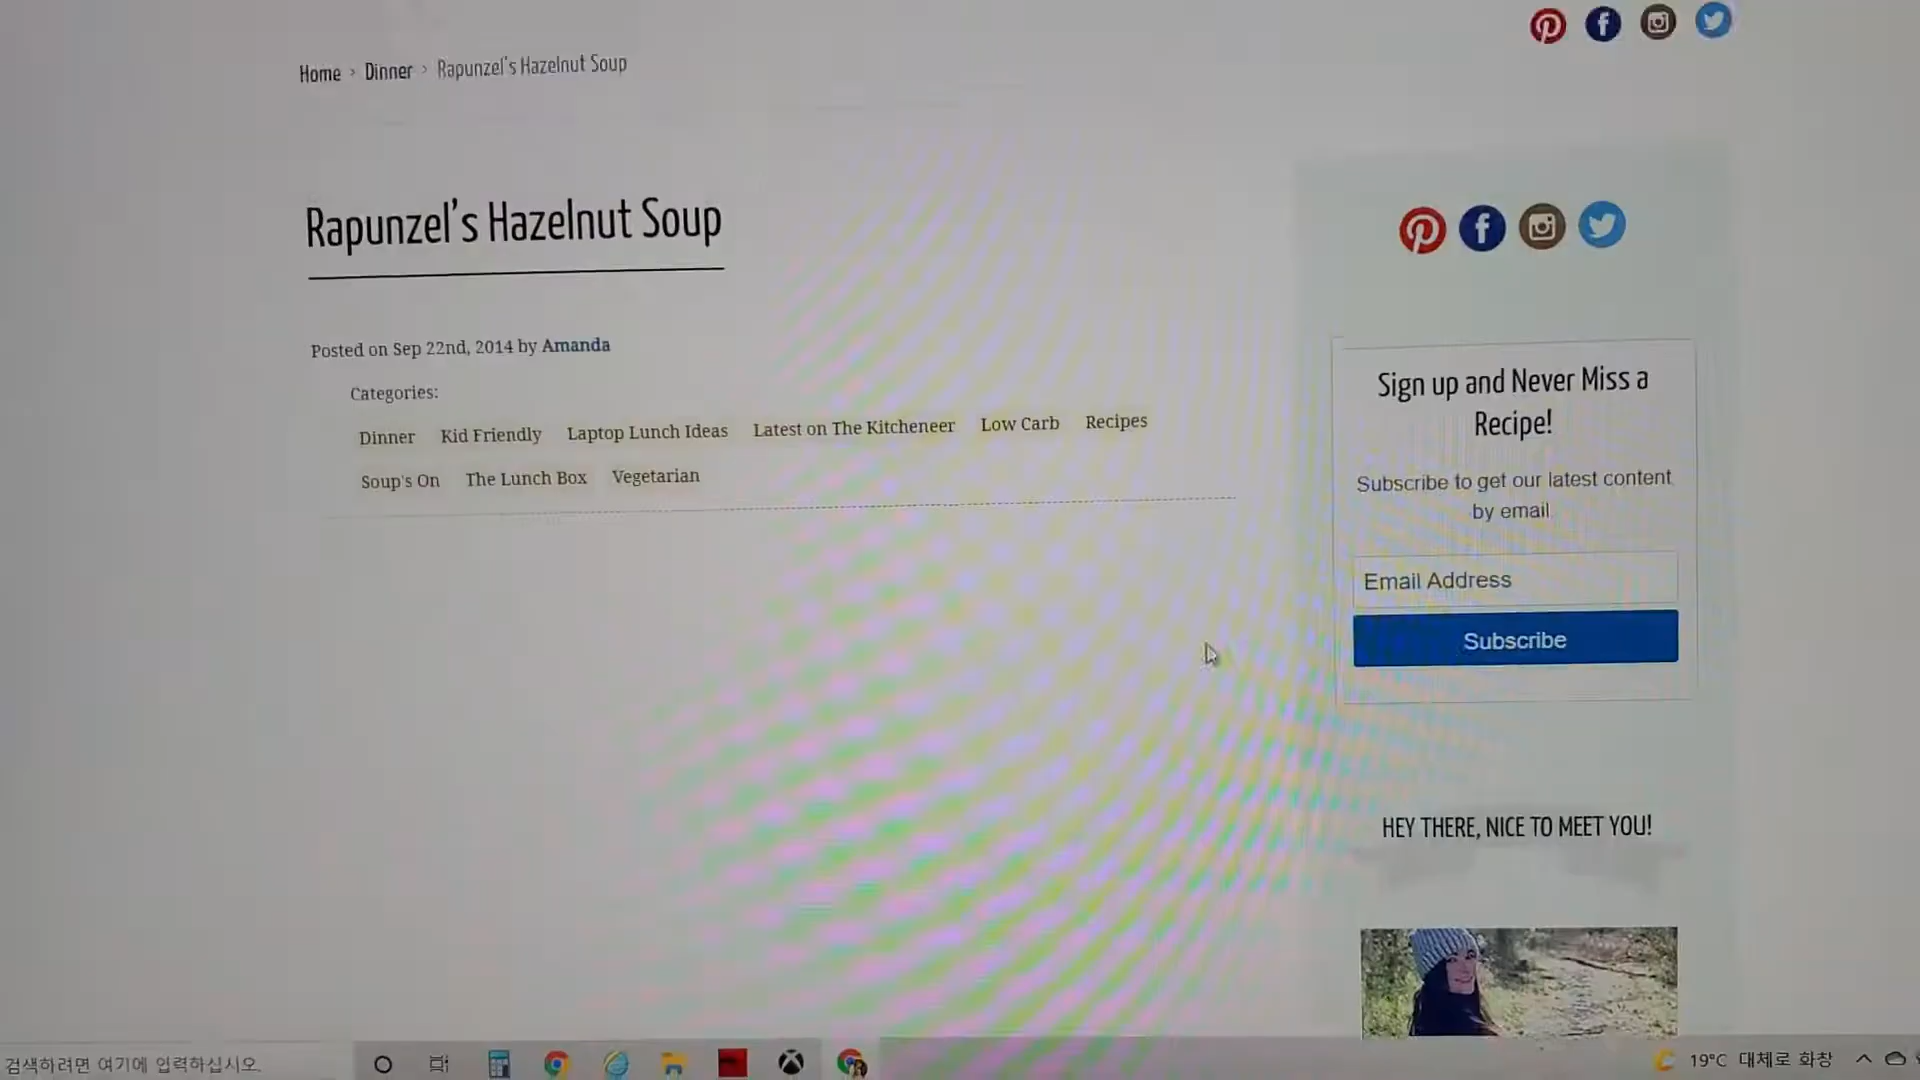 Home > Dinner > Rapunzel's Hazelnut Soup
Rapunzel's Hazelnut Soup
Posted on Sep 22nd, 2014 by Amanda
Categories:
Dinner Kid Friendly Laptop Lunch Ideas Latest on The Kitcheneer Low Carb Recipes
Soup's On The Lunch Box Vegetarian
Sign up and Never Miss a
Recipe!
Subscribe to get our latest content
by email
Email Address
Subscribe
HEY THERE, NICE TO MEET YOU!
검색하려면 여기에 입력하십시오.
19°C 대체로 화창